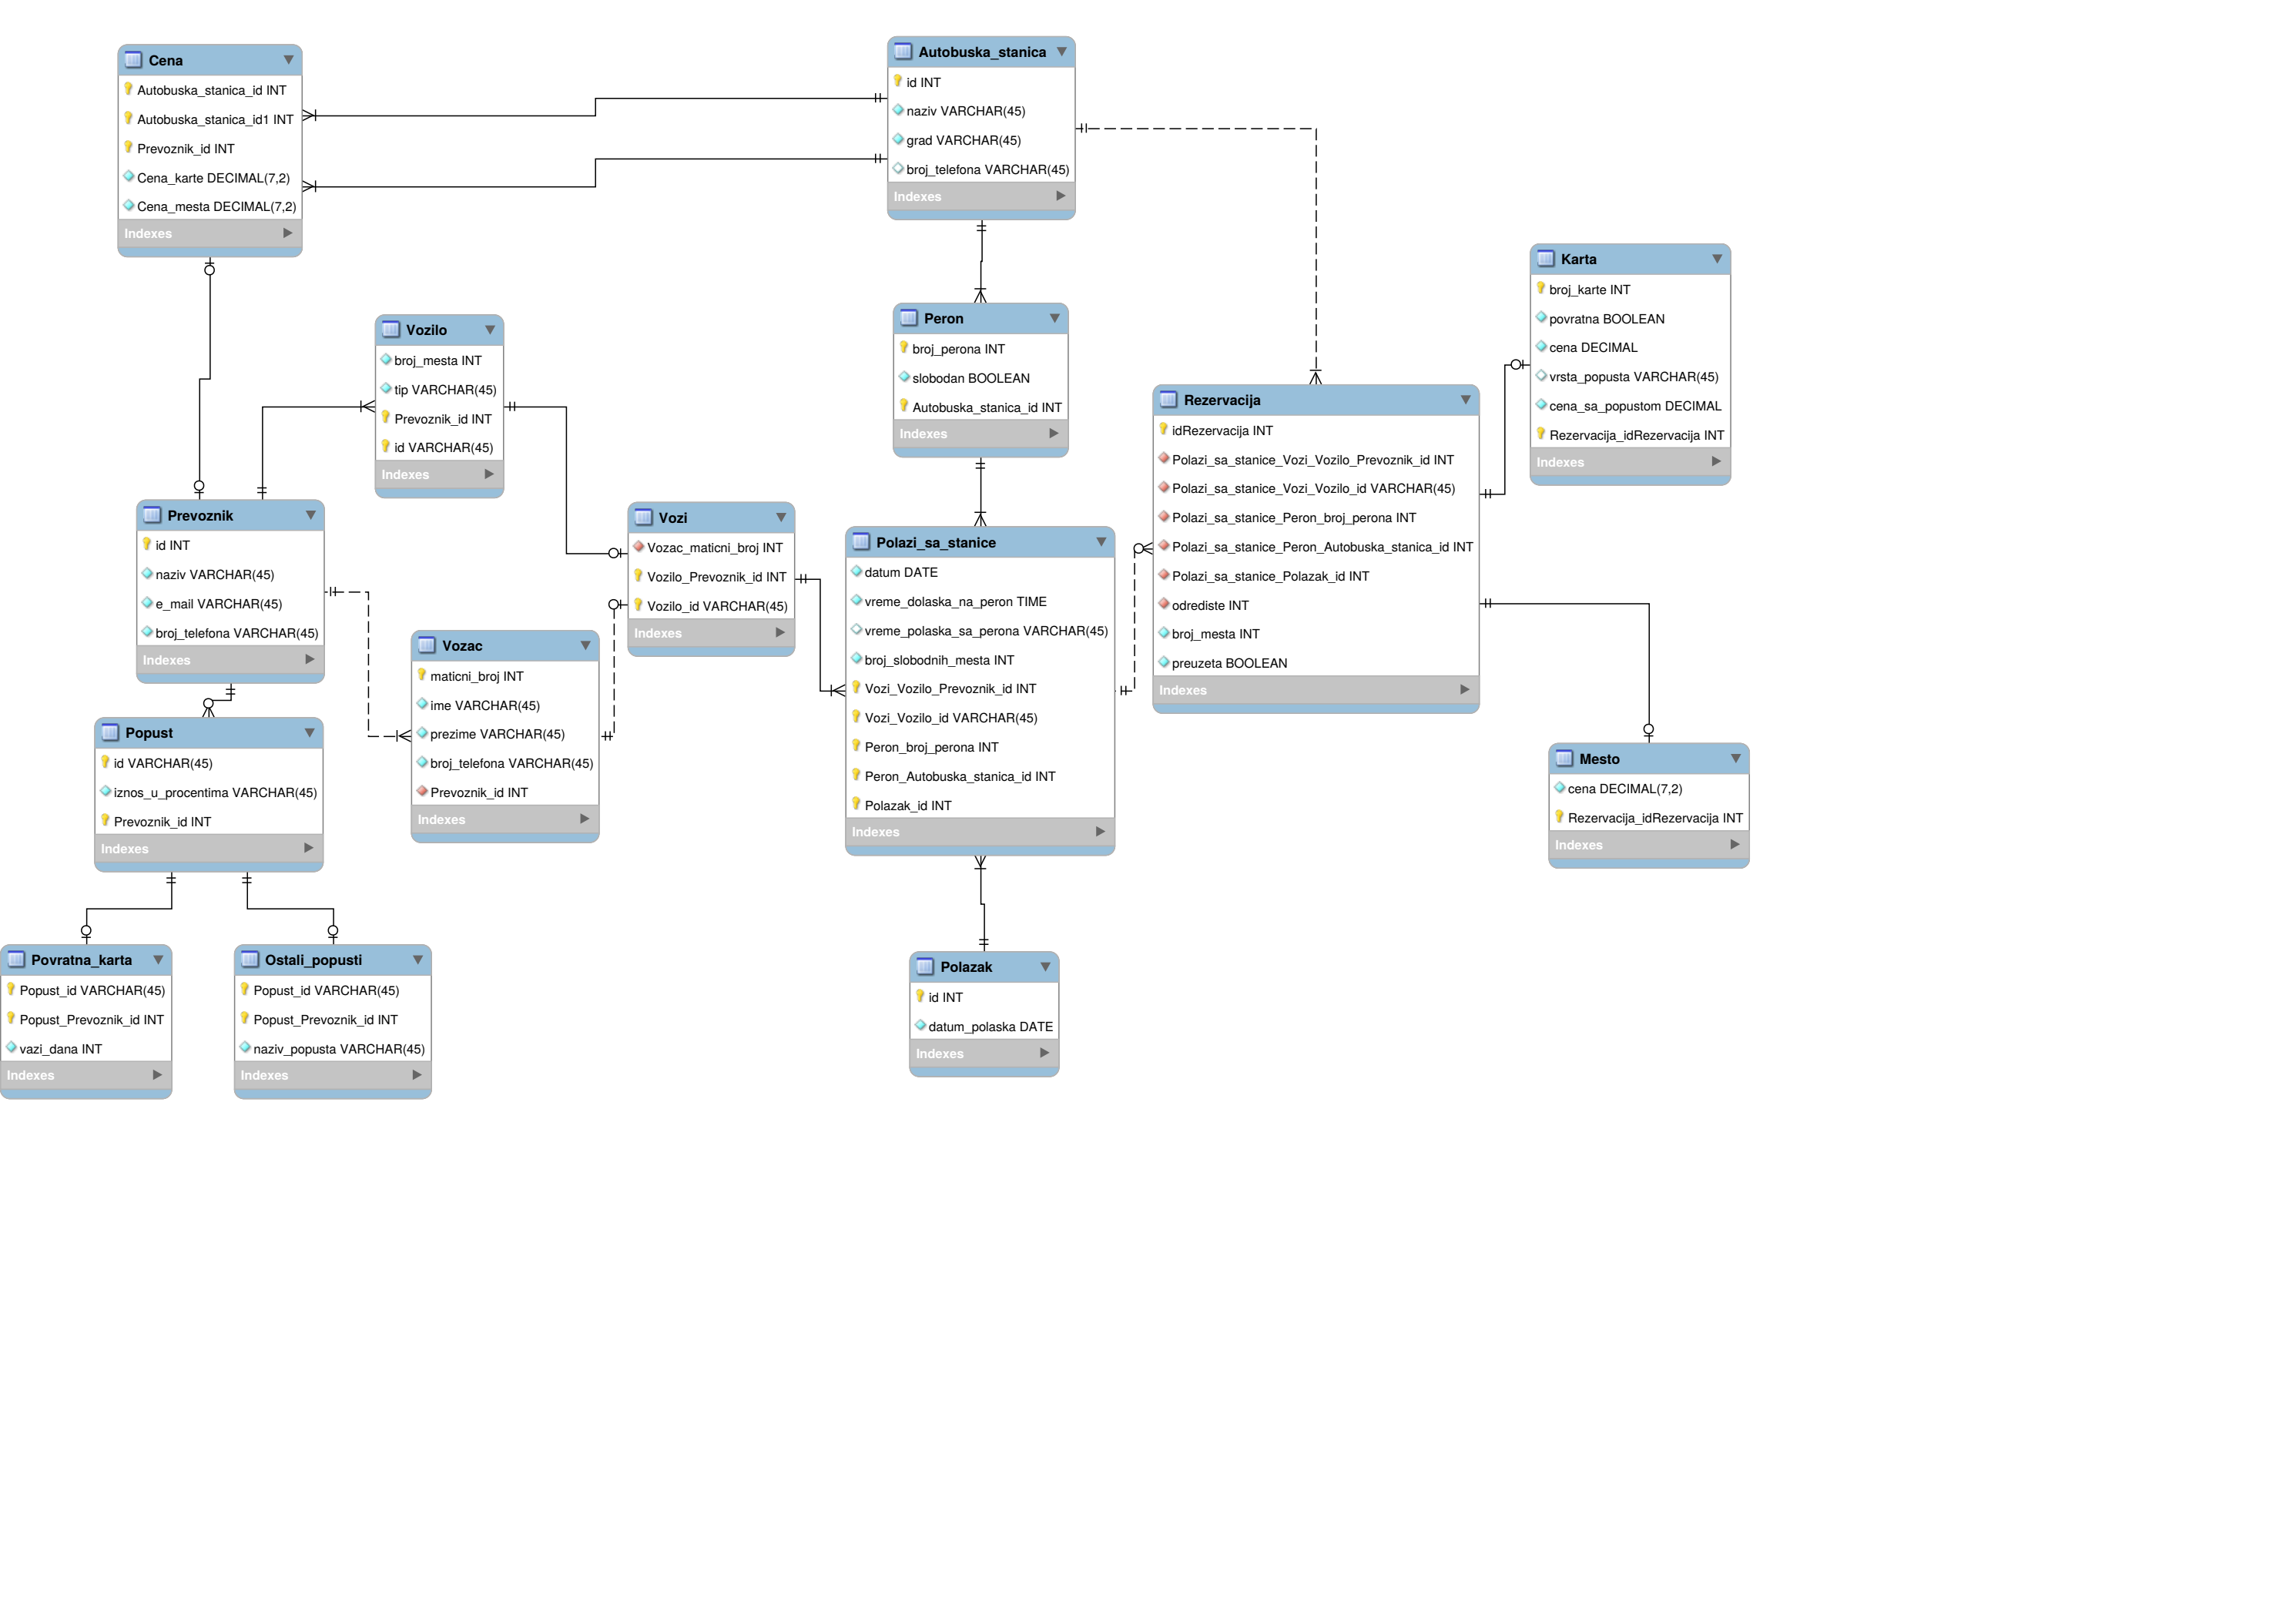 Cena
Autobuska_stanica_id INT
Autobuska_stanica_id1 INT
Prevoznik_id INT
Cena_karte DECIMAL(7,2)
Cena_mesta DECIMAL(7,2)
Indexes
Autobuska_stanica
id INT
naziv VARCHAR(45)
grad VARCHAR(45)
broj_telefona VARCHAR(45)
Indexes
Karta
broj_karte INT
povratna BOOLEAN
cena DECIMAL
vrsta_popusta VARCHAR(45)
cena_sa_popustom DECIMAL
Rezervacija_idRezervacija INT
Indexes
Vozilo
broj_mesta INT
tip VARCHAR(45)
Prevoznik_id INT
id VARCHAR(45)
Indexes
Peron
broj_perona INT
slobodan BOOLEAN
Autobuska_stanica_id INT
Indexes
Rezervacija
idRezervacija INT
Polazi_sa_stanice_Vozi_Vozilo_Prevoznik_id INT
Polazi_sa_stanice_Vozi_Vozilo_id VARCHAR(45)
Polazi_sa_stanice_Peron_broj_perona INT
Polazi_sa_stanice_Peron_Autobuska_stanica_id INT
Polazi_sa_stanice_Polazak_id INT
odrediste INT
broj_mesta INT
preuzeta BOOLEAN
Indexes
Prevoznik
id INT
naziv VARCHAR(45)
e_mail VARCHAR(45)
broj_telefona VARCHAR(45)
Indexes
Vozi
Vozac_maticni_broj INT
Vozilo_Prevoznik_id INT
Vozilo_id VARCHAR(45)
Indexes
Polazi_sa_stanice
datum DATE
vreme_dolaska_na_peron TIME
vreme_polaska_sa_perona VARCHAR(45)
broj_slobodnih_mesta INT
Vozi_Vozilo_Prevoznik_id INT
Vozi_Vozilo_id VARCHAR(45)
Peron_broj_perona INT
Peron_Autobuska_stanica_id INT
Polazak_id INT
Indexes
Vozac
maticni_broj INT
ime VARCHAR(45)
prezime VARCHAR(45)
broj_telefona VARCHAR(45)
Prevoznik_id INT
Indexes
Popust
id VARCHAR(45)
iznos_u_procentima VARCHAR(45)
Prevoznik_id INT
Indexes
Mesto
cena DECIMAL(7,2)
Rezervacija_idRezervacija INT
Indexes
Povratna_karta
Popust_id VARCHAR(45)
Popust_Prevoznik_id INT
vazi_dana INT
Indexes
Ostali_popusti
Popust_id VARCHAR(45)
Popust_Prevoznik_id INT
naziv_popusta VARCHAR(45)
Indexes
Polazak
id INT
datum_polaska DATE
Indexes